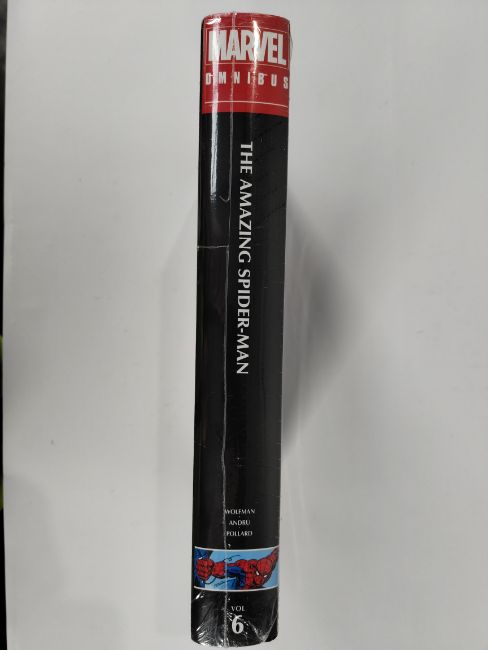 MARVEL
OMNIBUS
THE AMAZING SPIDER-MAN
WOLFMAN
ANDRU
POLLARD
VOL
6